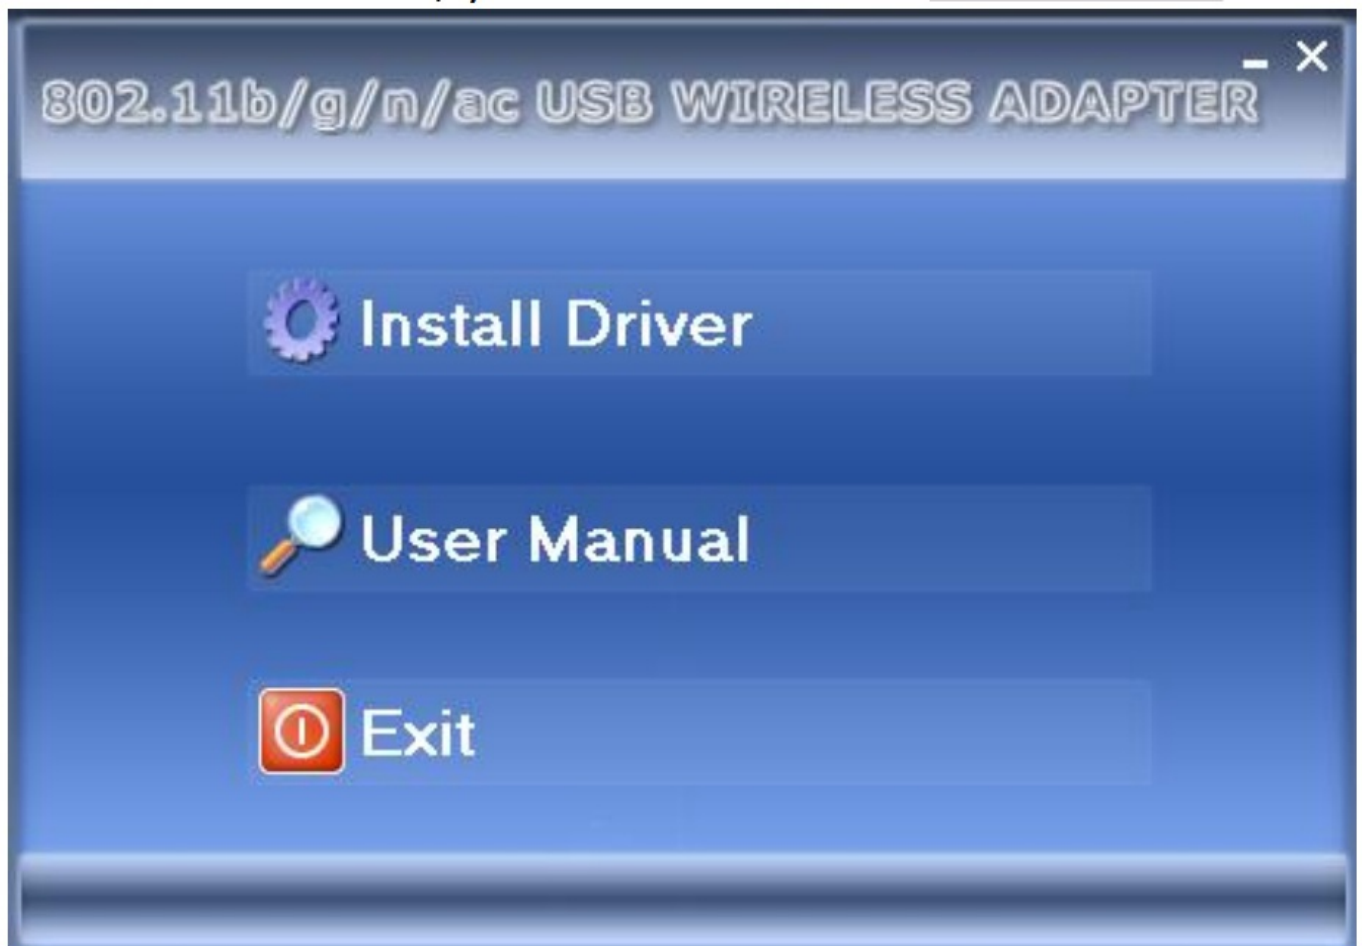 802.11b/g/n/ac USB WIRELESS ADAPTER
Install Driver
User Manual
Exit